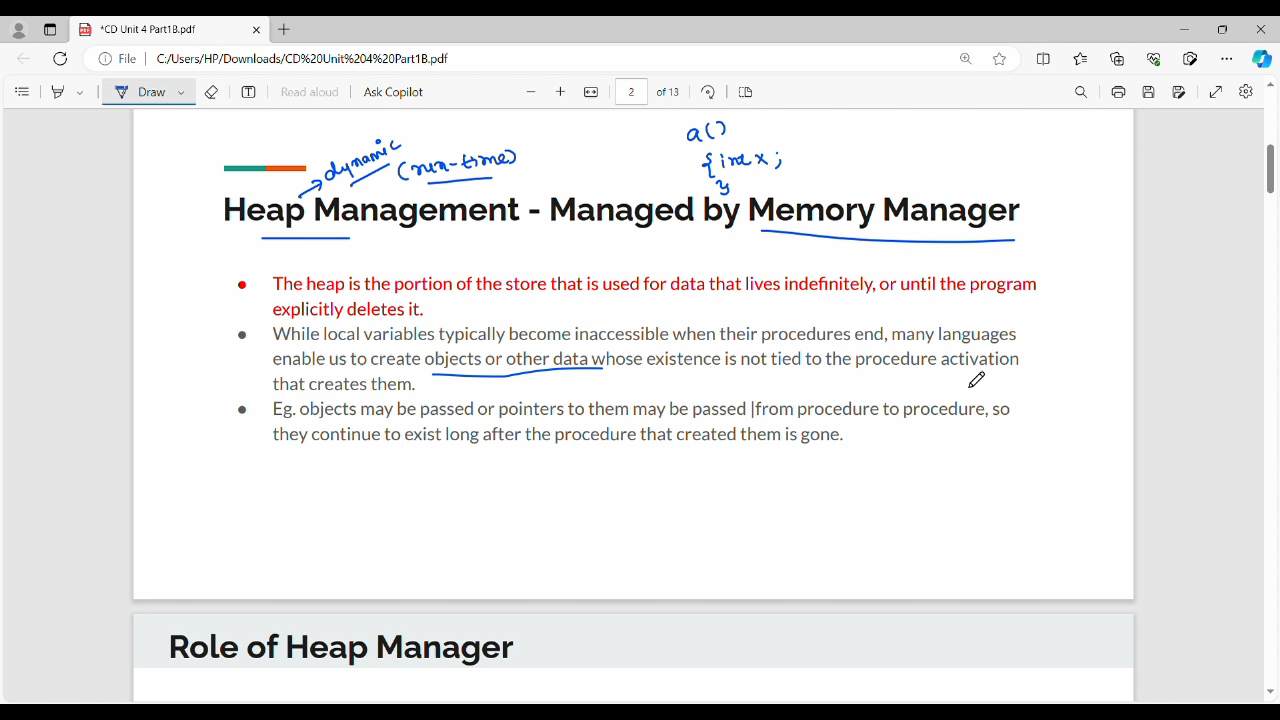 *CD Unit 4 Part1B.pdf
File
C:/Users/HP/Downloads/CD%20Unit%204%20Part1B.pdf
Draw
Read aloud
Ask Copilot
2 of 13
a()
{int x;
}
dynamic (run-time)
Heap Management - Managed by Memory Manager
• The heap is the portion of the store that is used for data that lives indefinitely, or until the program
explicitly deletes it.
• While local variables typically become inaccessible when their procedures end, many languages
enable us to create objects or other data whose existence is not tied to the procedure activation
that creates them.
• Eg. objects may be passed or pointers to them may be passed |from procedure to procedure, so
they continue to exist long after the procedure that created them is gone.
Role of Heap Manager